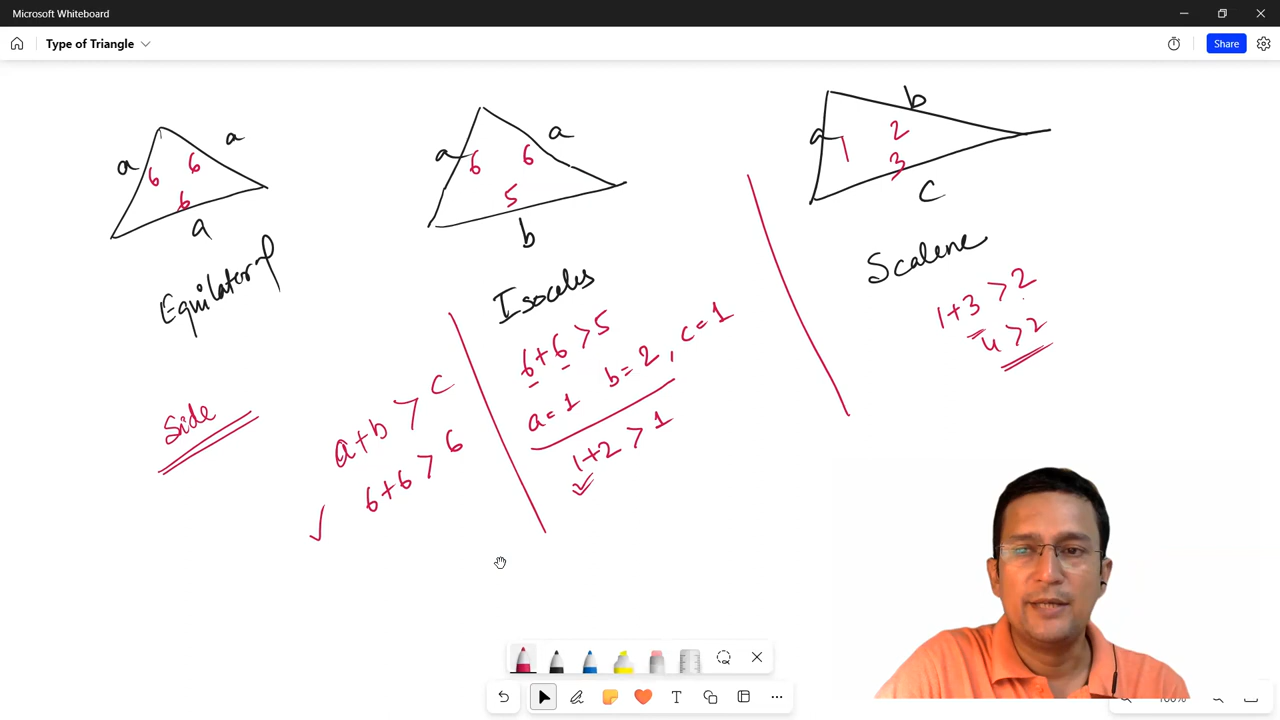 Microsoft Whiteboard
Type of Triangle
Share
a
a
6
6
6
a
Equilateral
a
a
6
6
5
b
Isoceles
b
a
1
2
3
c
Scalene
1+3 > 2
4 > 2
6+6 > 5
a=1 b=2, c=1
1+2 > 1
Side
a+b > c
6+6 > 6